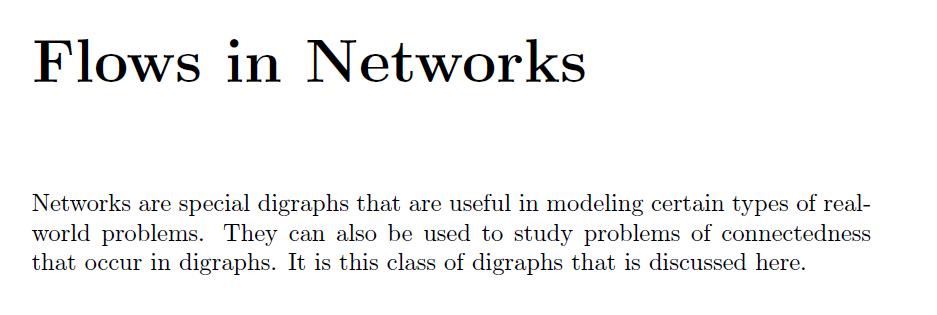 Flows in Networks
Networks are special digraphs that are useful in modeling certain types of real-
world problems. They can also be used to study problems of connectedness
that occur in digraphs. It is this class of digraphs that is discussed here.